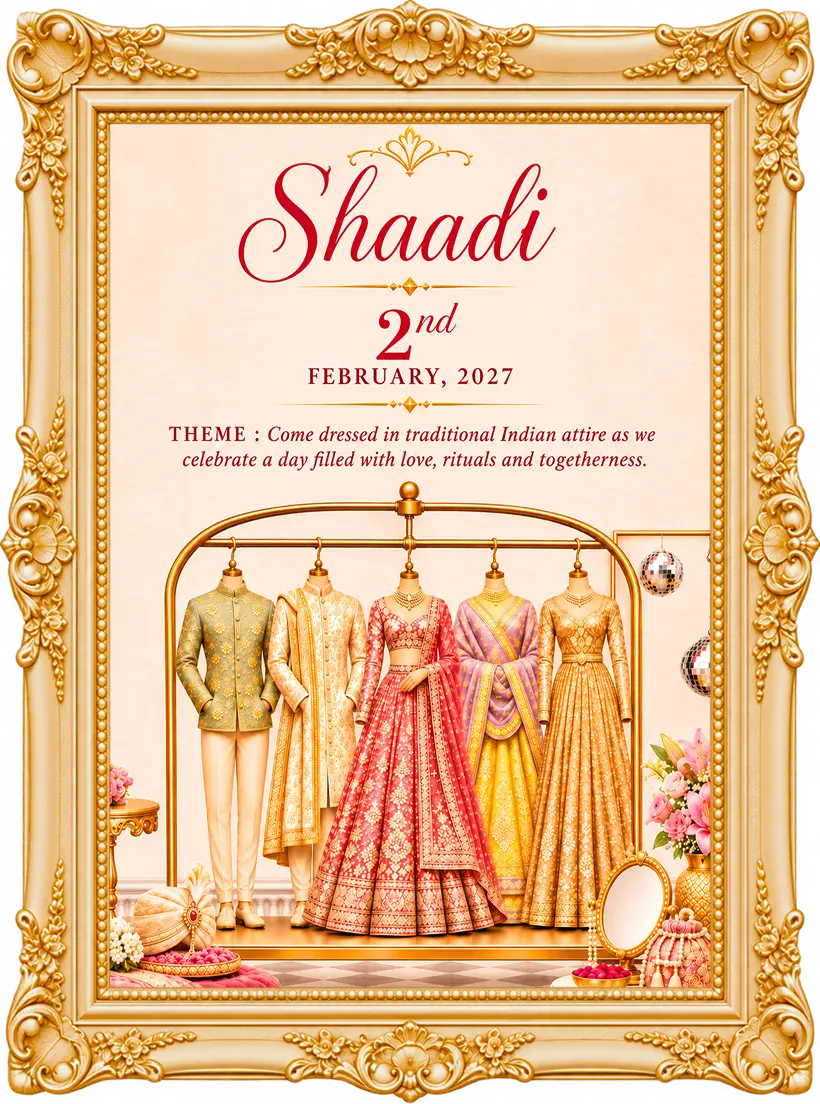 Shaadi
2nd
FEBRUARY, 2027
THEME : Come dressed in traditional Indian attire as we
celebrate a day filled with love, rituals and togetherness.